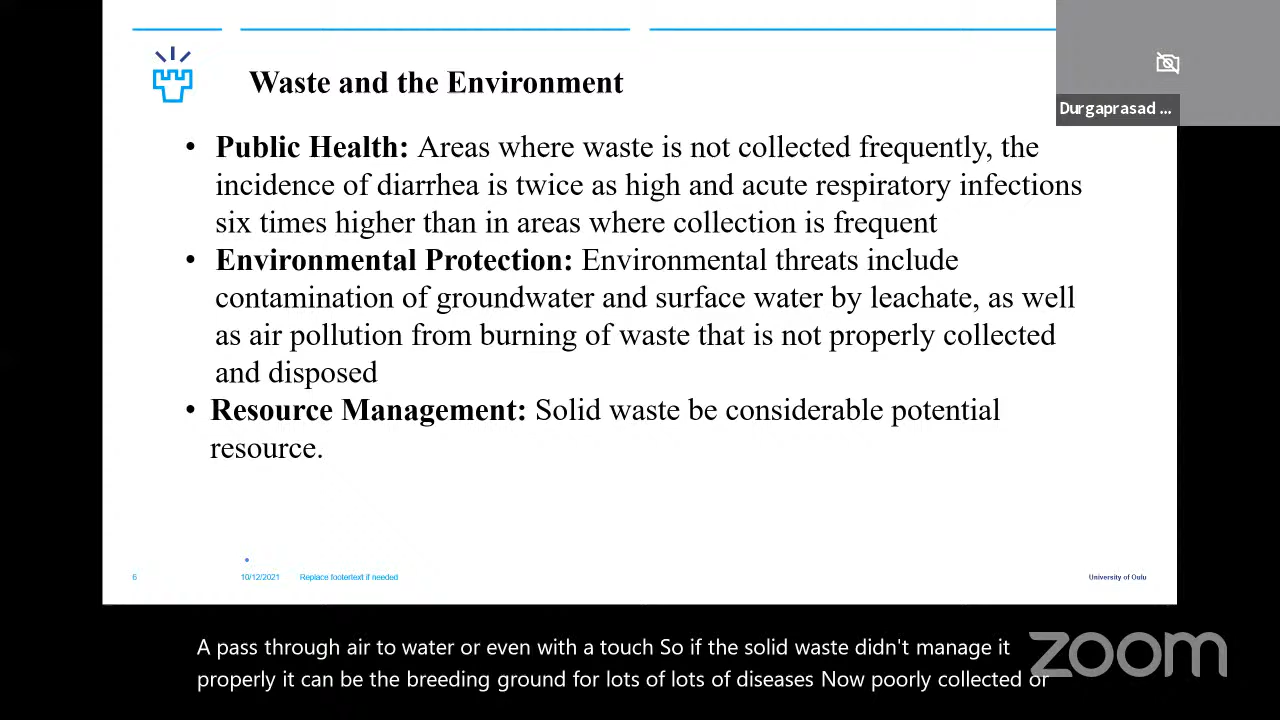 Waste and the Environment
Durgaprasad ...
• Public Health: Areas where waste is not collected frequently, the
incidence of diarrhea is twice as high and acute respiratory infections
six times higher than in areas where collection is frequent
• Environmental Protection: Environmental threats include
contamination of groundwater and surface water by leachate, as well
as air pollution from burning of waste that is not properly collected
and disposed
• Resource Management: Solid waste be considerable potential
resource.
•
6 10/12/2021 Replace footertext if needed University of Oulu
A pass through air to water or even with a touch So if the solid waste didn't manage it
properly it can be the breeding ground for lots of lots of diseases Now poorly collected or
zoom